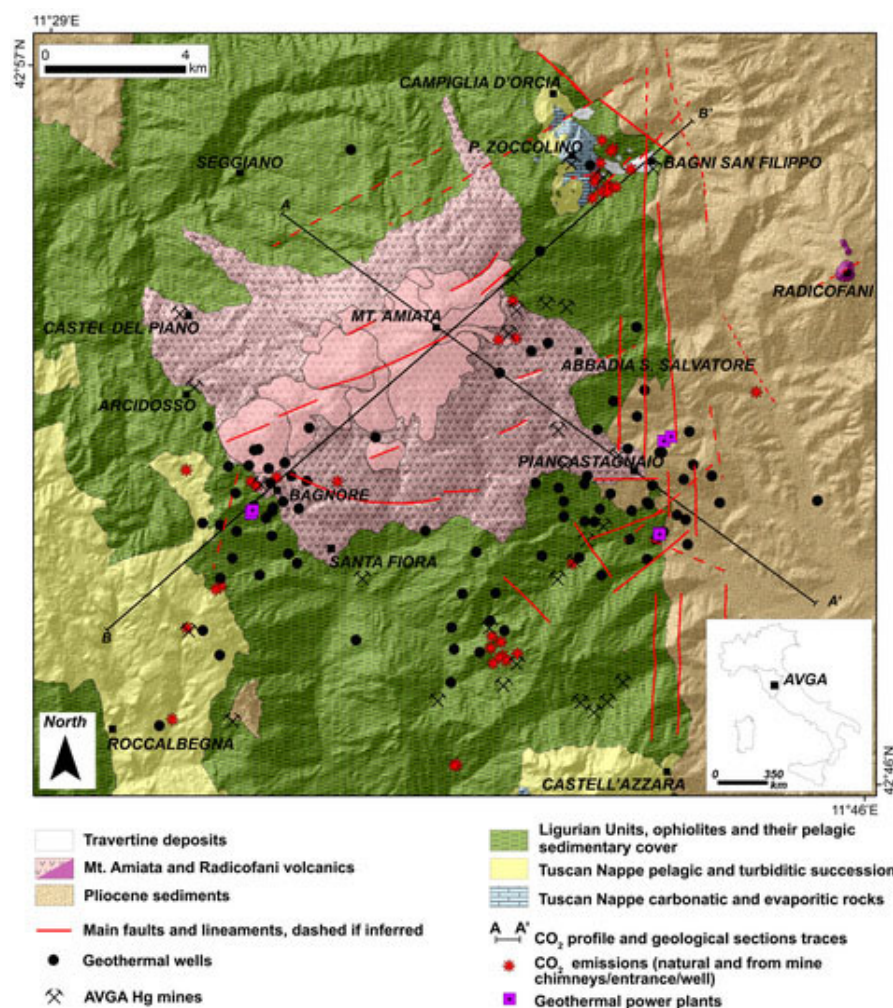 11°29'E
42°57'
0 4
km
CAMPIGLIA D'ORCIA
B'
P. ZOCCOLINO
SEGGIANO
BAGNI SAN FILIPPO
A
RADICOFANI
MT. AMIATA
CASTEL DEL PIANO
ABBADIA S. SALVATORE
ARCIDOSSO
PIANCASTAGNAIO
BAGNORE
SANTA FIORA
A'
B
AVGA
North
ROCCALBEGNA
CASTELL'AZZARA
0 350
km
42°46'
11°46'E
Travertine deposits
Mt. Amiata and Radicofani volcanics
Pliocene sediments
Main faults and lineaments, dashed if inferred
Geothermal wells
AVGA Hg mines
Ligurian Units, ophiolites and their pelagic
sedimentary cover
Tuscan Nappe pelagic and turbiditic succession
Tuscan Nappe carbonatic and evaporitic rocks
A A' CO₂ profile and geological sections traces
CO₂ emissions (natural and from mine
chimneys/entrance/well)
Geothermal power plants